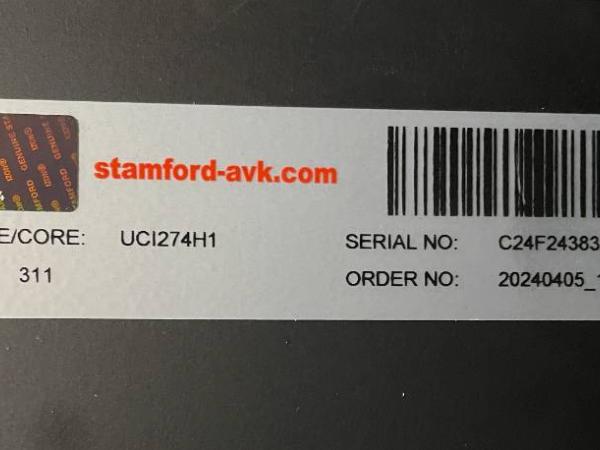 stamford-avk.com
E/CORE: UCI274H1
SERIAL NO: C24F24383
311
ORDER NO: 20240405_1